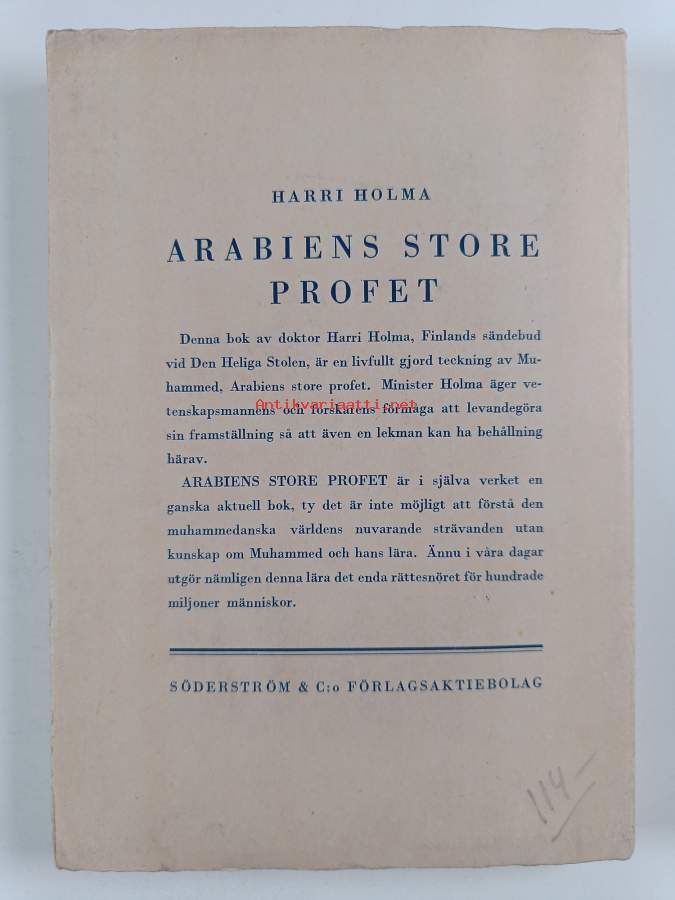 HARRI HOLMA
ARABIENS STORE
PROFET
Denna bok av doktor Harri Holma, Finlands sändebud
vid Den Heliga Stolen, är en livfullt gjord teckning av Mu-
hammed, Arabiens store profet. Minister Holma äger ve-
tenskapsmannens och forskarens förmåga att levandegöra
Antikvariaatti.net
sin framställning så att även en lekman kan ha behållning
härav.
ARABIENS STORE PROFET är i själva verket en
ganska aktuell bok, ty det är inte möjligt att förstå den
muhammedanska världens nuvarande strävanden utan
kunskap om Muhammed och hans lära. Ännu i våra dagar
utgör nämligen denna lära det enda rättesnöret för hundrade
miljoner människor.
SÖDERSTRÖM & C:o FÖRLAGSAKTIEBOLAG
114-